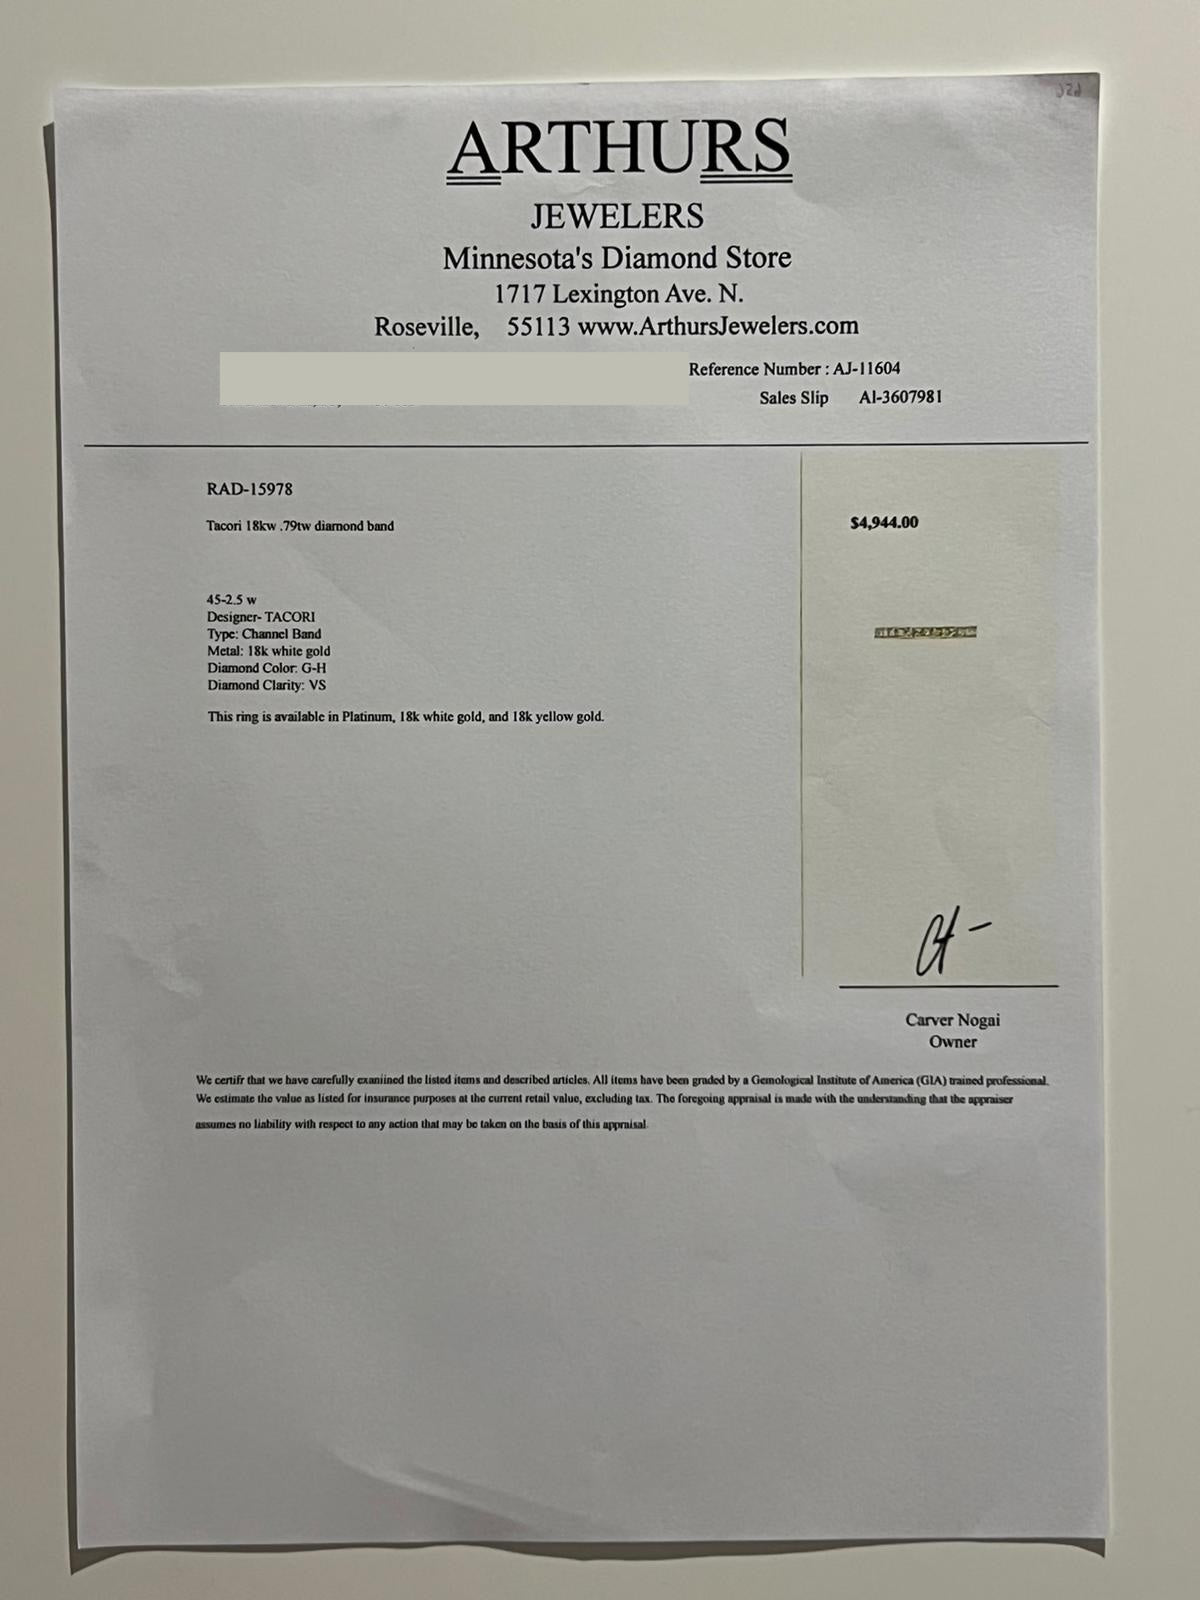 ARTHURS
JEWELERS
Minnesota's Diamond Store
1717 Lexington Ave. N.
Roseville, 55113 www.ArthursJewelers.com
Reference Number : AJ-11604
Sales Slip AI-3607981
RAD-15978
Tacori 18kw .79tw diamond band
$4,944.00
45-2.5 w
Designer- TACORI
Type: Channel Band
Metal: 18k white gold
Diamond Color: G-H
Diamond Clarity: VS
This ring is available in Platinum, 18k white gold, and 18k yellow gold.
Carver Nogai
Owner
We certifr that we have carefully exaniined the listed items and described articles. All items have been graded by a Gemological Institute of America (GIA) trained professional.
We estimate the value as listed for insurance purposes at the current retail value, excluding tax. The foregoing appraisal is made with the understanding that the appraiser
assumes no liability with respect to any action that may be taken on the basis of this appraisal.